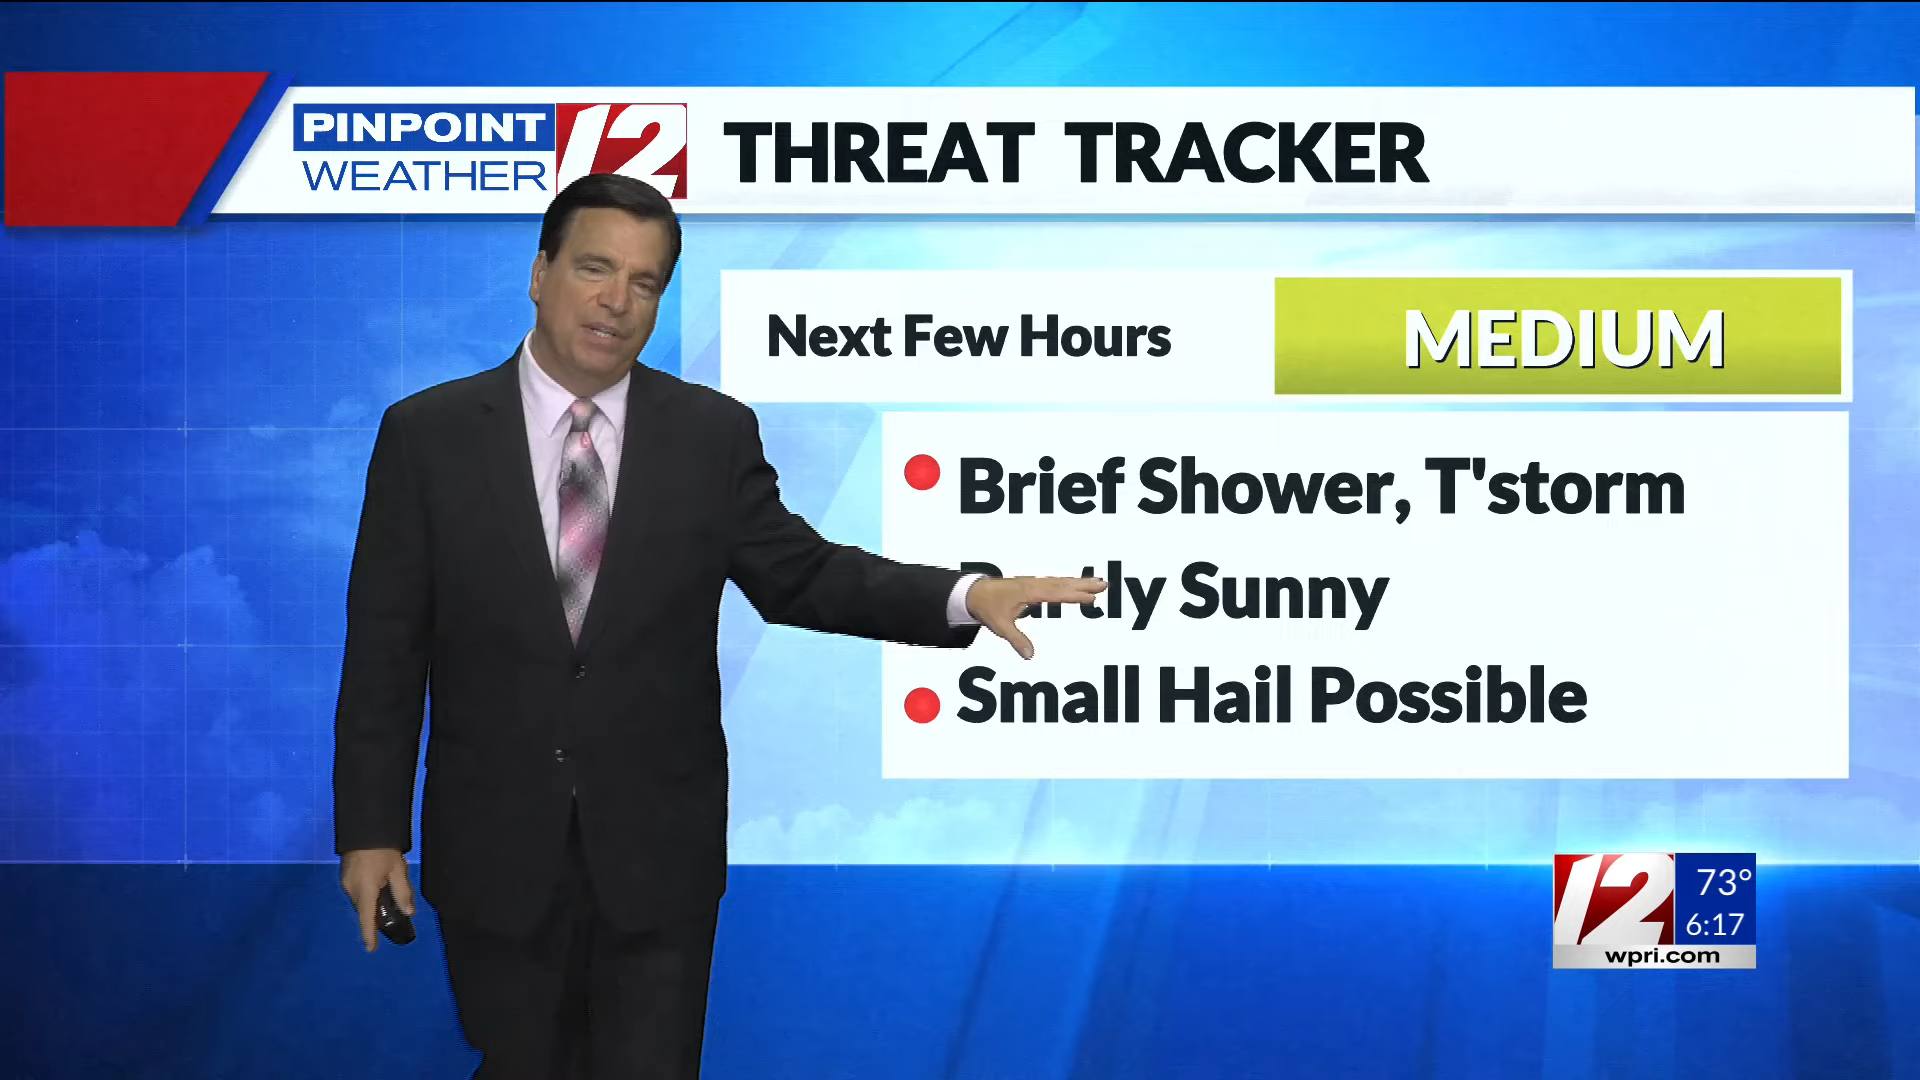 PINPOINT
WEATHER
12
THREAT TRACKER
Next Few Hours
MEDIUM
Brief Shower, T'storm
Partly Sunny
Small Hail Possible
12
73°
6:17
wpri.com